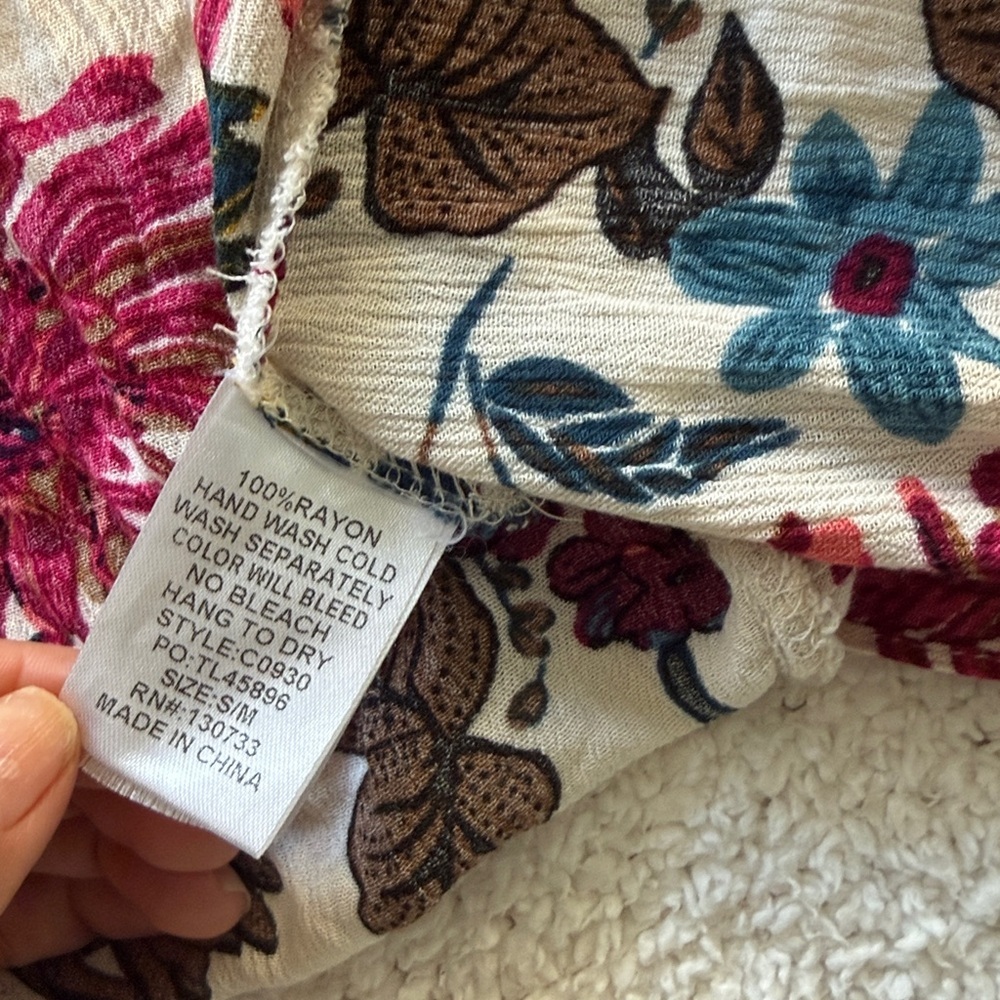 100%RAYON
HAND WASH COLD
WASH SEPARATELY
COLOR WILL BLEED
NO BLEACH
HANG TO DRY
STYLE:C0930
PO:TL45896
SIZE:S/M
RN#:130733
MADE IN CHINA